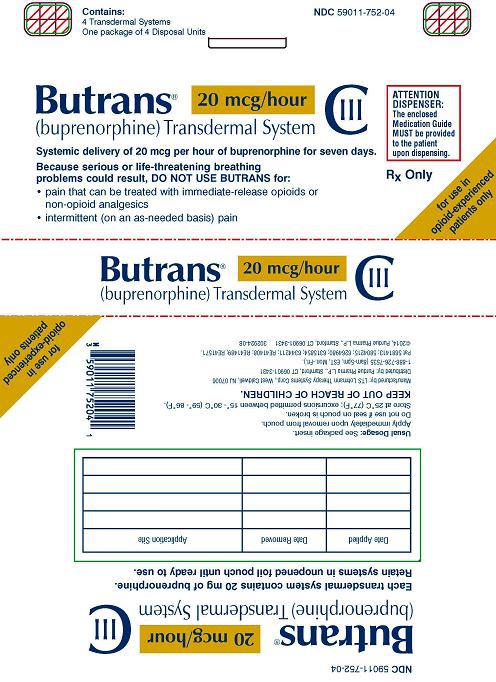 Contains:
4 Transdermal Systems
One package of 4 Disposal Units
NDC 59011-752-04
Butrans® 20 mcg/hour CIII
(buprenorphine) Transdermal System
Systemic delivery of 20 mcg per hour of buprenorphine for seven days.
Because serious or life-threatening breathing
problems could result, DO NOT USE BUTRANS for:
• pain that can be treated with immediate-release opioids or
non-opioid analgesics
• intermittent (on an as-needed basis) pain
ATTENTION
DISPENSER:
The enclosed
Medication Guide
MUST be provided
to the patient
upon dispensing.
Rx Only
for use in
opioid-experienced
patients only
Butrans® 20 mcg/hour CIII
(buprenorphine) Transdermal System
for use in
opioid-experienced
patients only
NDC 59011-752-04
Butrans® 20 mcg/hour CIII
(buprenorphine) Transdermal System
Each transdermal system contains 20 mg of buprenorphine.
Retain systems in unopened foil pouch until ready to use.
Date Applied Date Removed Application Site
Usual Dosage: See package insert.
Apply immediately upon removal from pouch.
Do not use if seal on pouch is broken.
Store at 25°C (77°F); excursions permitted between 15°- 30°C (59°- 86°F).
KEEP OUT OF REACH OF CHILDREN.
Manufactured by: LTS Lohmann Therapy Systems Corp., West Caldwell, NJ 07006
Distributed by: Purdue Pharma L.P., Stamford, CT 06901-3431
1-888-726-7535 (8am-5pm, EST, Mon.-Fri.)
©2014, Purdue Pharma L.P., Stamford, CT 06901-3431
N 3 59011 75204 1